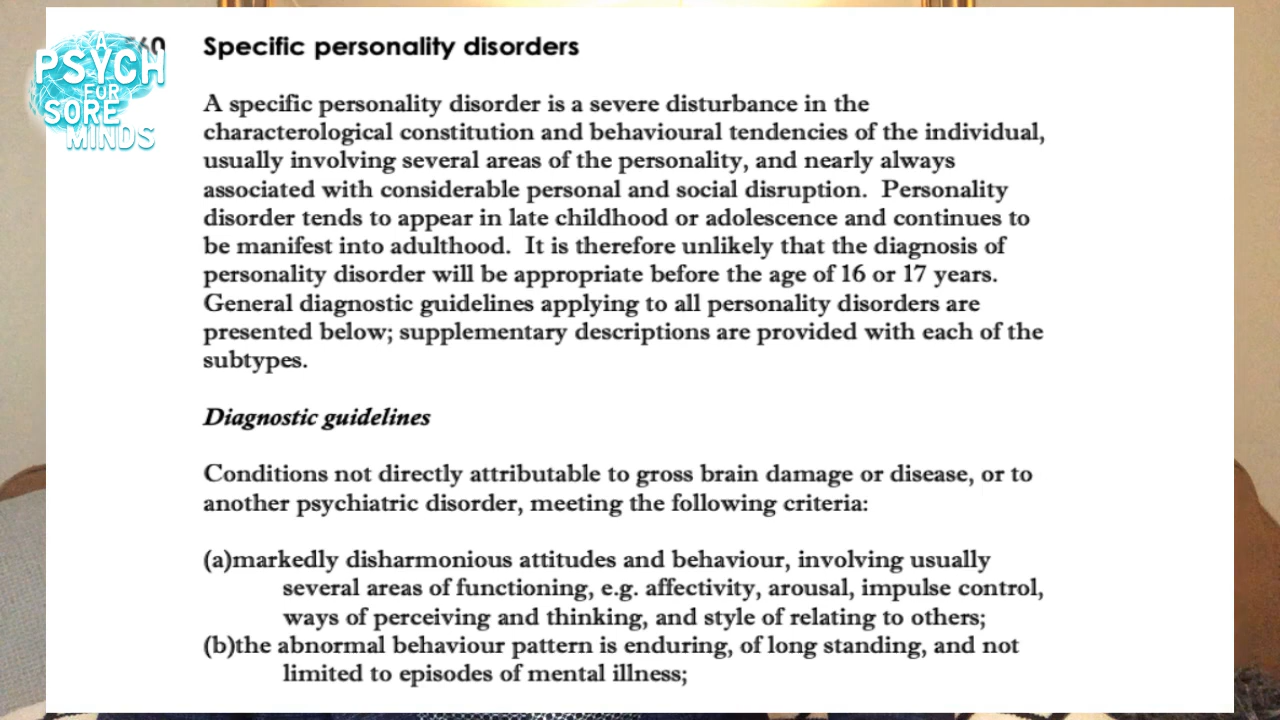 A
PSYCH
FOR
SORE
MINDS
Specific personality disorders
A specific personality disorder is a severe disturbance in the
characterological constitution and behavioural tendencies of the individual,
usually involving several areas of the personality, and nearly always
associated with considerable personal and social disruption.  Personality
disorder tends to appear in late childhood or adolescence and continues to
be manifest into adulthood.  It is therefore unlikely that the diagnosis of
personality disorder will be appropriate before the age of 16 or 17 years.
General diagnostic guidelines applying to all personality disorders are
presented below; supplementary descriptions are provided with each of the
subtypes.
Diagnostic guidelines
Conditions not directly attributable to gross brain damage or disease, or to
another psychiatric disorder, meeting the following criteria:
(a)markedly disharmonious attitudes and behaviour, involving usually
several areas of functioning, e.g. affectivity, arousal, impulse control,
ways of perceiving and thinking, and style of relating to others;
(b)the abnormal behaviour pattern is enduring, of long standing, and not
limited to episodes of mental illness;